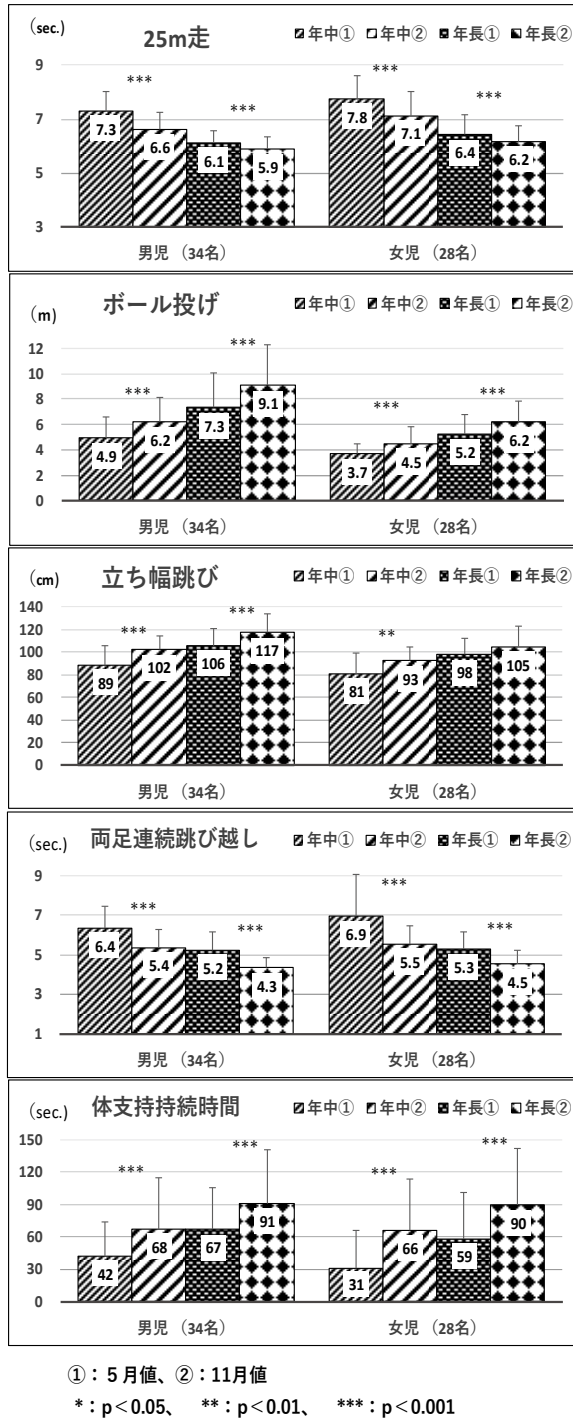 (sec.) 25m走 年中① 年中② 年長① 年長②
9
*** ***
*** ***
7
7.3 6.6 6.1 5.9 7.8 7.1 6.4 6.2
5
3
男児 （34名） 女児 （28名）
(m) ボール投げ 年中① 年中② 年長① 年長②
12
***
10
*** ***
8
***
6
4.9 6.2 7.3 9.1 3.7 4.5 5.2 6.2
4
2
0
男児 （34名） 女児 （28名）
(cm) 立ち幅跳び 年中① 年中② 年長① 年長②
140
*** *** **
120
100
89 102 106 117 81 93 98 105
80
60
40
20
0
男児 （34名） 女児 （28名）
(sec.) 両足連続跳び越し 年中① 年中② 年長① 年長②
9
*** ***
7
*** ***
6.4 5.4 5.2 4.3 6.9 5.5 5.3 4.5
5
3
1
男児 （34名） 女児 （28名）
(sec.) 体支持持続時間 年中① 年中② 年長① 年長②
150
*** ***
120
*** ***
90
42 68 67 91 31 66 59 90
60
30
0
男児 （34名） 女児 （28名）
①：５月値、②：11月値
*：p＜0.05、 **：p＜0.01、 ***：p＜0.001